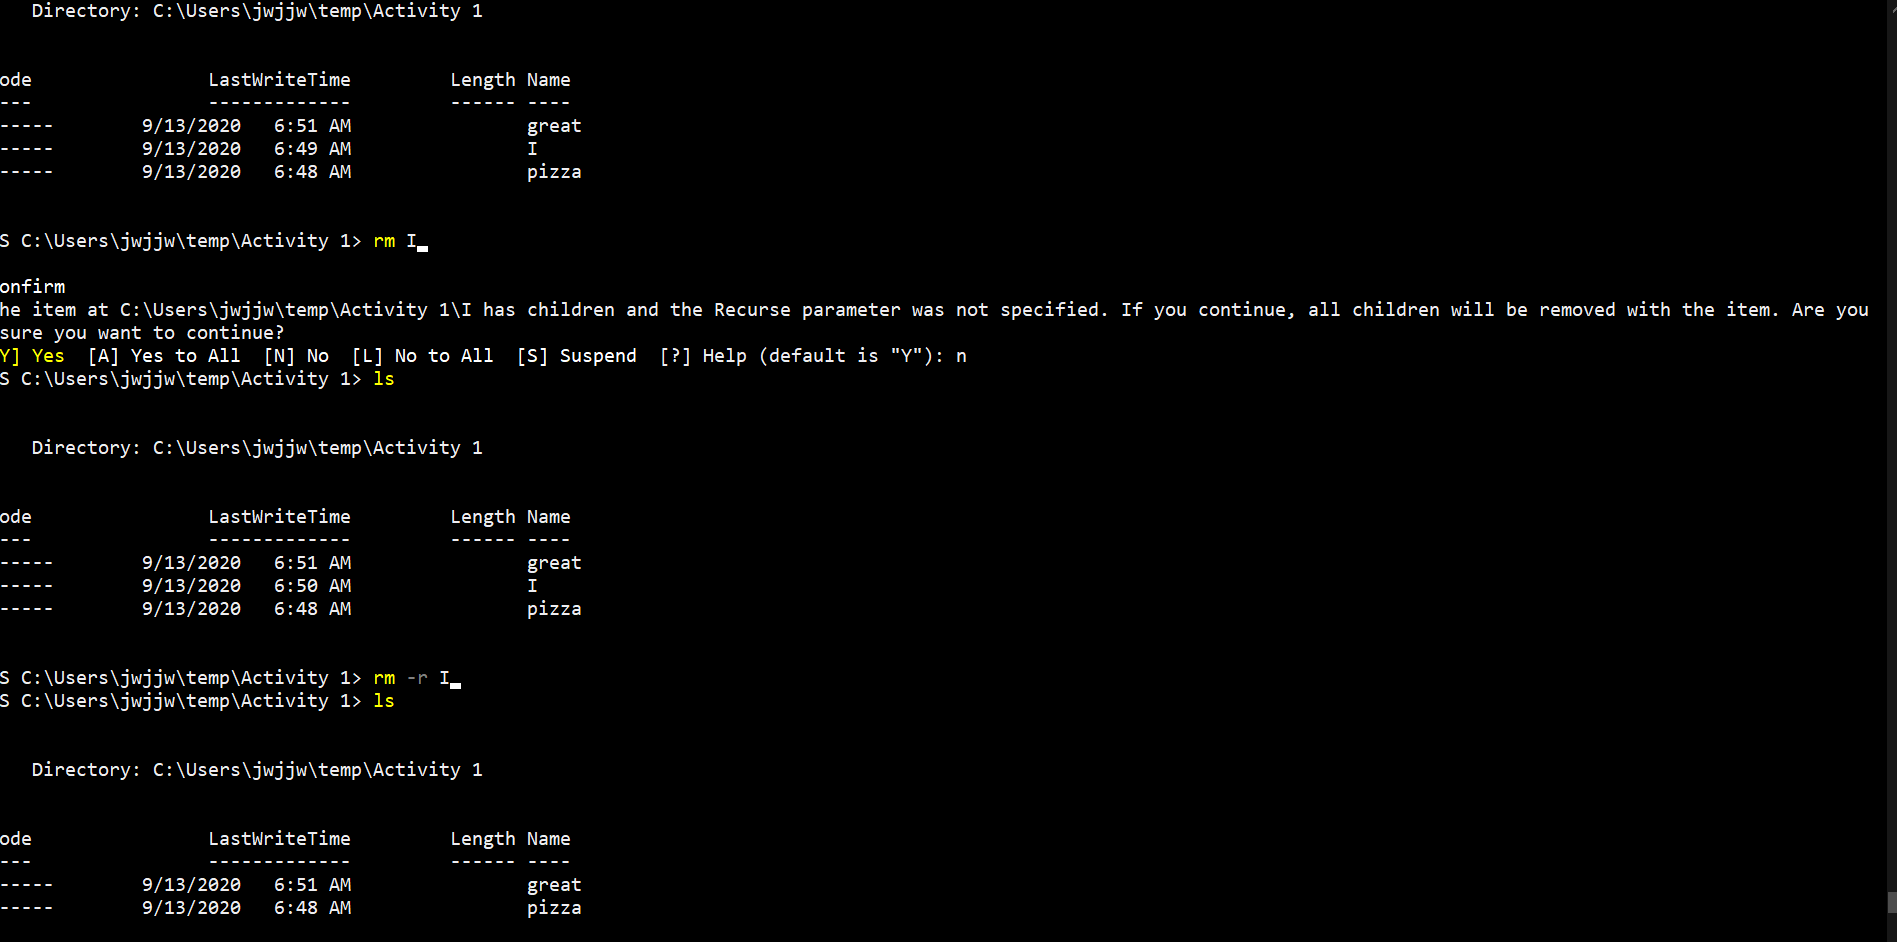 Directory: C:\Users\jwjjw\temp\Activity 1
ode                LastWriteTime         Length Name
---                -------------         ------ ----
-----        9/13/2020   6:51 AM                great
-----        9/13/2020   6:49 AM                I
-----        9/13/2020   6:48 AM                pizza
S C:\Users\jwjjw\temp\Activity 1> rm I
onfirm
he item at C:\Users\jwjjw\temp\Activity 1\I has children and the Recurse parameter was not specified. If you continue, all children will be removed with the item. Are you
sure you want to continue?
Y] Yes  [A] Yes to All  [N] No  [L] No to All  [S] Suspend  [?] Help (default is "Y"): n
S C:\Users\jwjjw\temp\Activity 1> ls
Directory: C:\Users\jwjjw\temp\Activity 1
ode                LastWriteTime         Length Name
---                -------------         ------ ----
-----        9/13/2020   6:51 AM                great
-----        9/13/2020   6:50 AM                I
-----        9/13/2020   6:48 AM                pizza
S C:\Users\jwjjw\temp\Activity 1> rm -r I
S C:\Users\jwjjw\temp\Activity 1> ls
Directory: C:\Users\jwjjw\temp\Activity 1
ode                LastWriteTime         Length Name
---                -------------         ------ ----
-----        9/13/2020   6:51 AM                great
-----        9/13/2020   6:48 AM                pizza